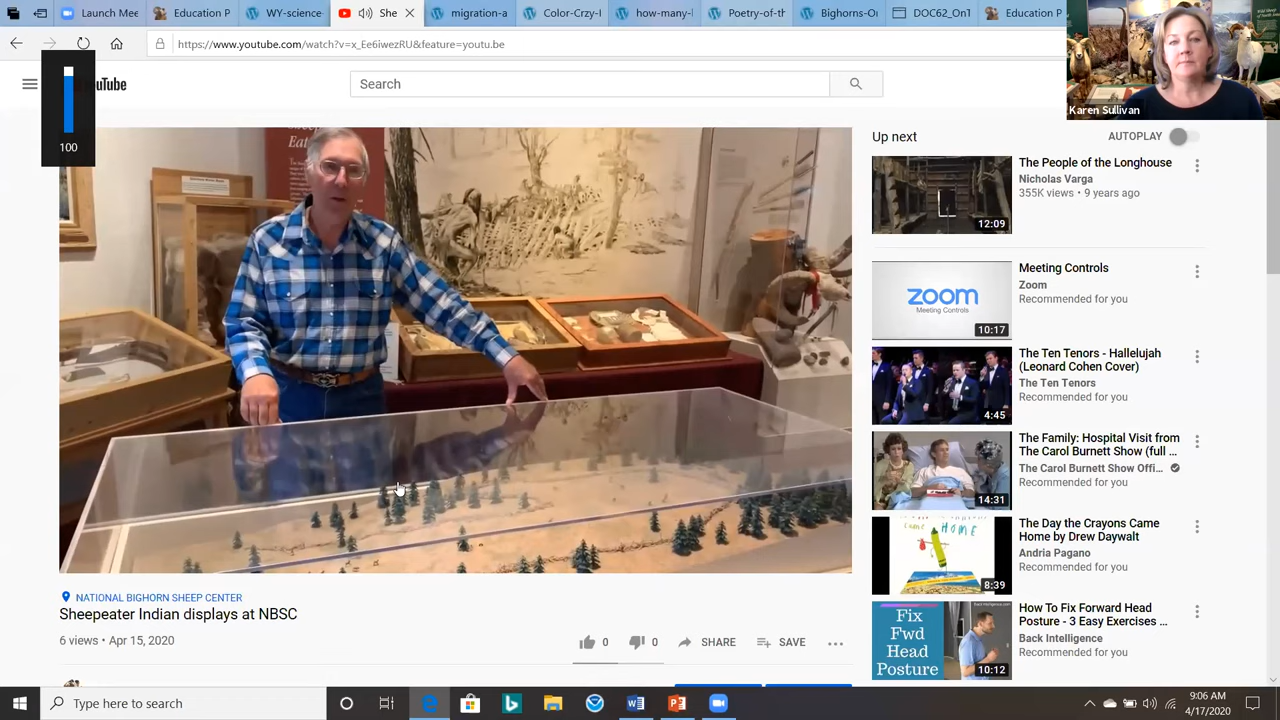 Launch
WY-science
She
migrations
Crazy-C
how-many-l
Poetry-of-th
Bighorns-On
DOC62_On1
Education P
https://www.youtube.com/watch?v=x_Ee6iwezRU&feature=youtu.be
YouTube
Search
100
Karen Sullivan
Sheep
Eat
Up next
AUTOPLAY
The People of the Longhouse
Nicholas Varga
355K views • 9 years ago
12:09
Meeting Controls
Zoom
Recommended for you
zoom
Meeting Controls
10:17
The Ten Tenors - Hallelujah
(Leonard Cohen Cover)
The Ten Tenors
Recommended for you
4:45
The Family: Hospital Visit from
The Carol Burnett Show (full ...
The Carol Burnett Show Offi...
Recommended for you
14:31
The Day the Crayons Came
Home by Drew Daywalt
Andria Pagano
Recommended for you
CAME HOME
8:39
How To Fix Forward Head
Posture - 3 Easy Exercises ...
Back Intelligence
Recommended for you
Fix
Fwd
Head
Posture
10:12
NATIONAL BIGHORN SHEEP CENTER
Sheepeater Indian displays at NBSC
6 views • Apr 15, 2020
0
0
SHARE
SAVE
Type here to search
9:06 AM
4/17/2020